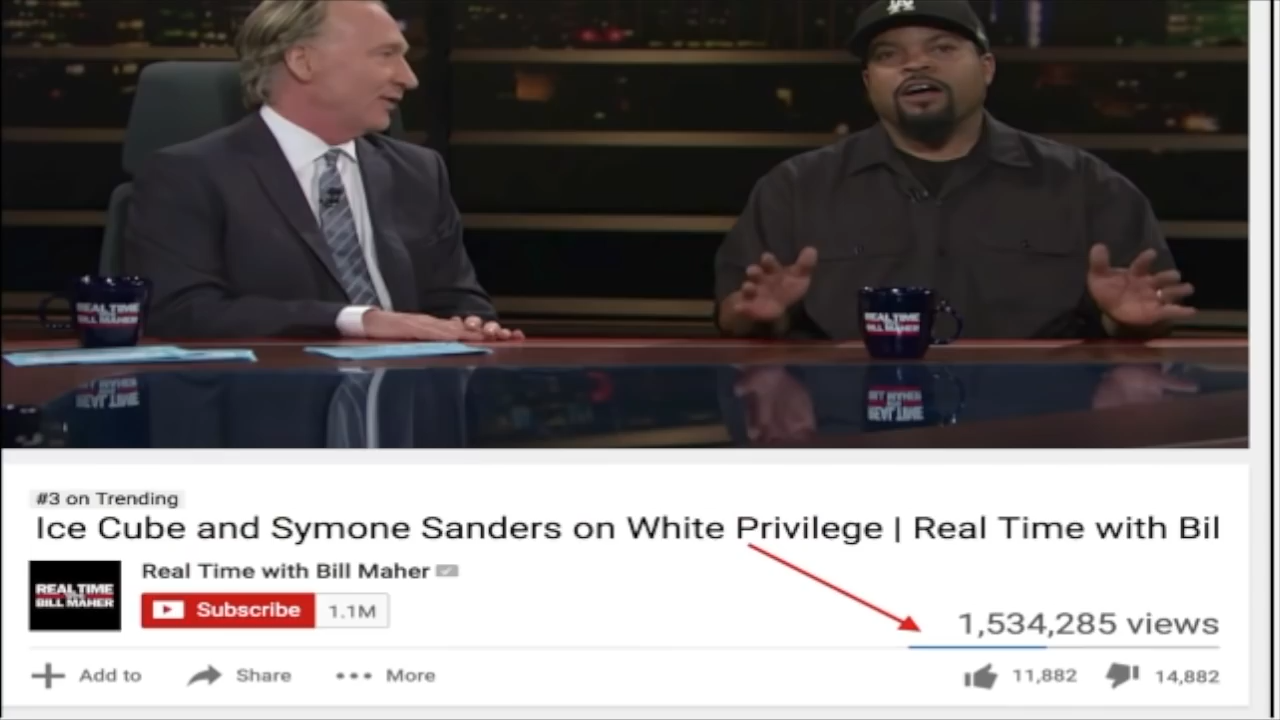 LA
REAL TIME
BILL MAHER
REAL TIME
BILL MAHER
#3 on Trending
Ice Cube and Symone Sanders on White Privilege | Real Time with Bil
Real Time with Bill Maher
REAL TIME
BILL MAHER
Subscribe 1.1M
1,534,285 views
Add to Share More 11,882 14,882